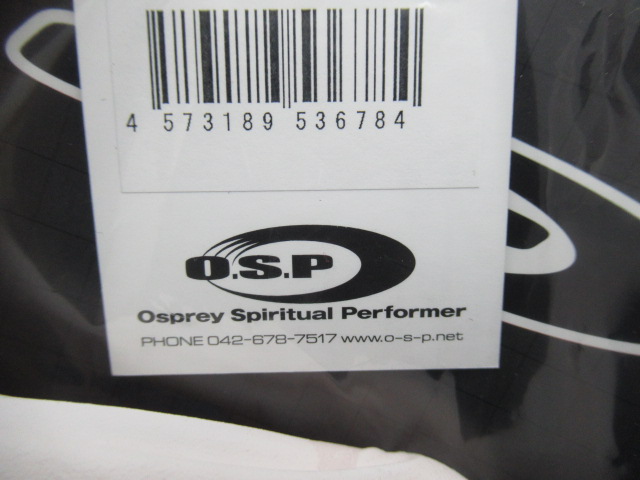 4 573189 536784
O.S.P
Osprey Spiritual Performer
PHONE 042-678-7517 www.o-s-p.net